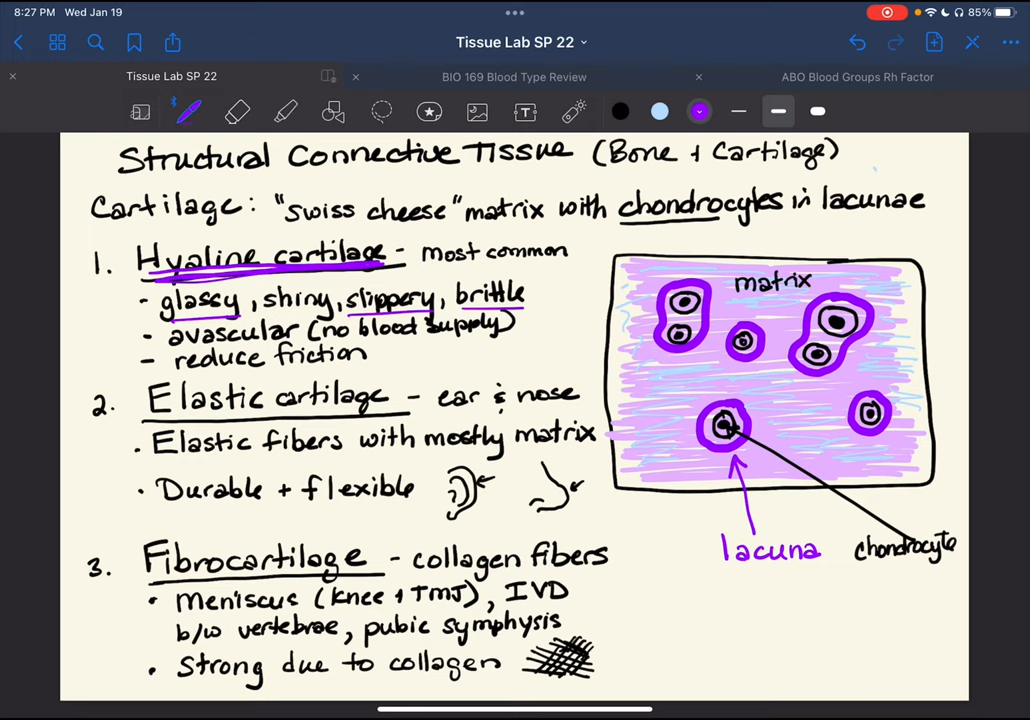 8:27 PM Wed Jan 19
85%
Tissue Lab SP 22
Tissue Lab SP 22
BIO 169 Blood Type Review
ABO Blood Groups Rh Factor
Structural Connective Tissue (Bone + Cartilage)
Cartilage: "swiss cheese" matrix with chondrocytes in lacunae
1. Hyaline cartilage - most common
- glassy, shiny, slippery, brittle
- avascular (no blood supply)
- reduce friction
2. Elastic cartilage - ear & nose
• Elastic fibers with mostly matrix
• Durable + flexible
3. Fibrocartilage - collagen fibers
• Meniscus (knee + TMJ), IVD
b/w vertebrae, pubic symphysis
• Strong due to collagen
matrix
lacuna
chondrocyte